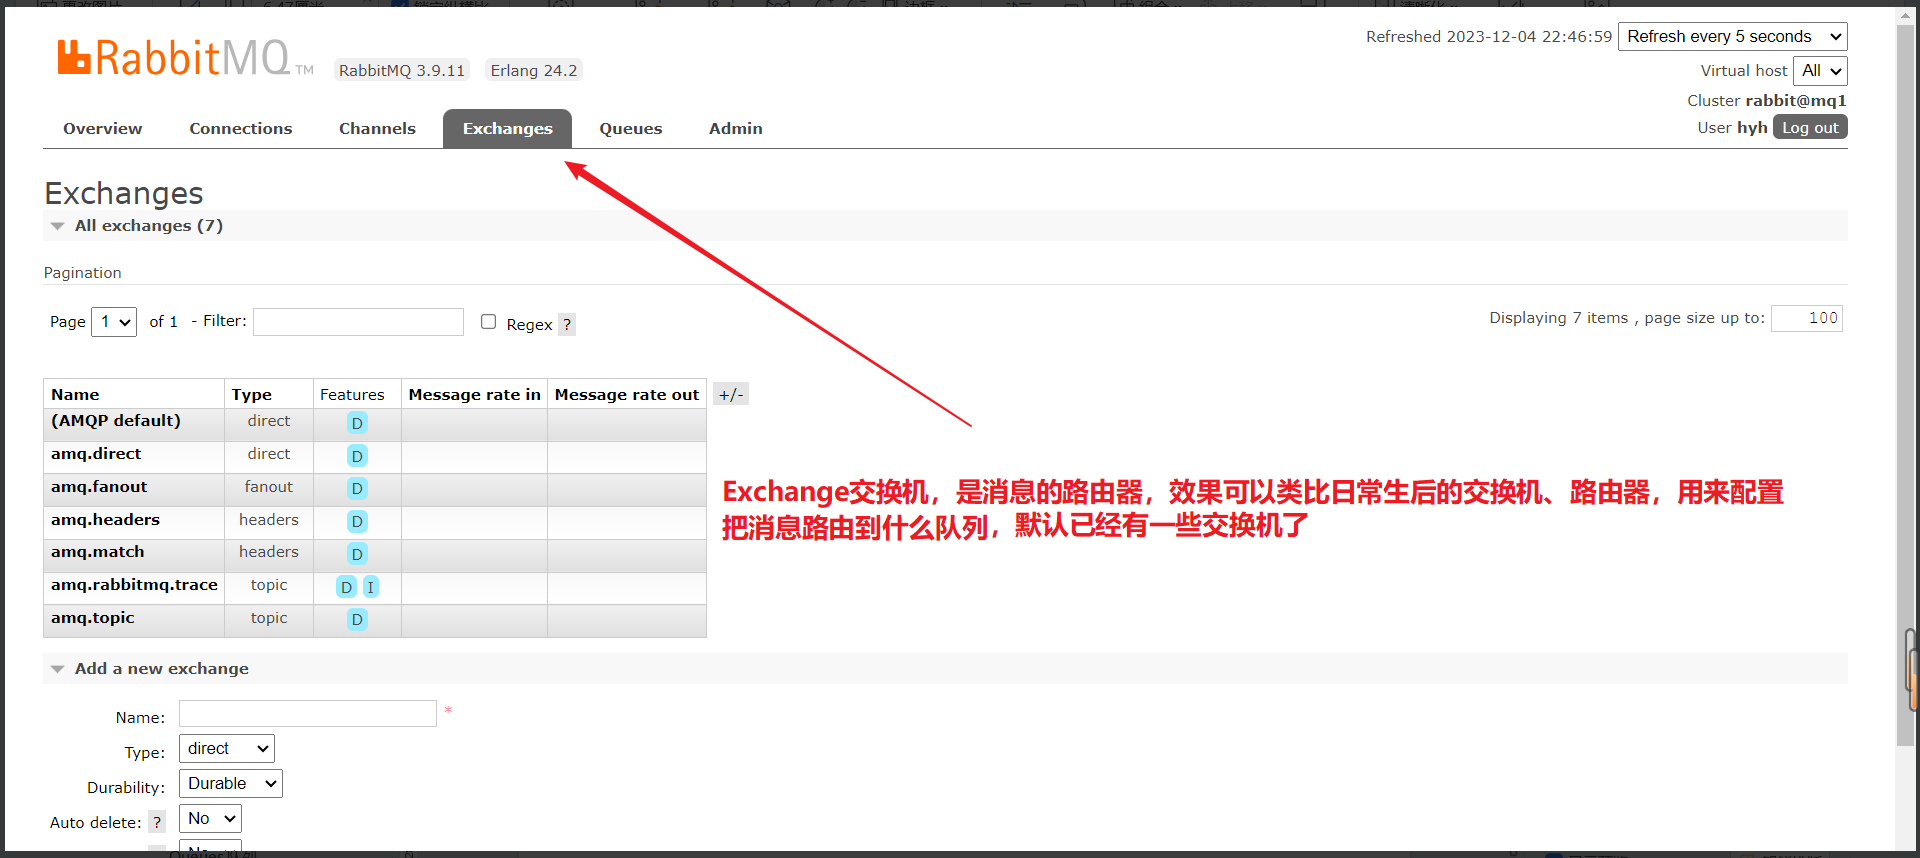 Refreshed 2023-12-04 22:46:59 Refresh every 5 seconds
RabbitMQ TM RabbitMQ 3.9.11 Erlang 24.2
Virtual host All
Cluster rabbit@mq1
User hyh Log out
Overview Connections Channels Exchanges Queues Admin
Exchanges
All exchanges (7)
Pagination
Page 1 of 1 - Filter: Regex ?
Displaying 7 items , page size up to: 100
Name Type Features Message rate in Message rate out +/-
(AMQP default) direct D
amq.direct direct D
amq.fanout fanout D
amq.headers headers D
amq.match headers D
amq.rabbitmq.trace topic D I
amq.topic topic D
Exchange交换机，是消息的路由器，效果可以类比日常生后的交换机、路由器，用来配置
把消息路由到什么队列，默认已经有一些交换机了
Add a new exchange
Name: *
Type: direct
Durability: Durable
Auto delete: ? No